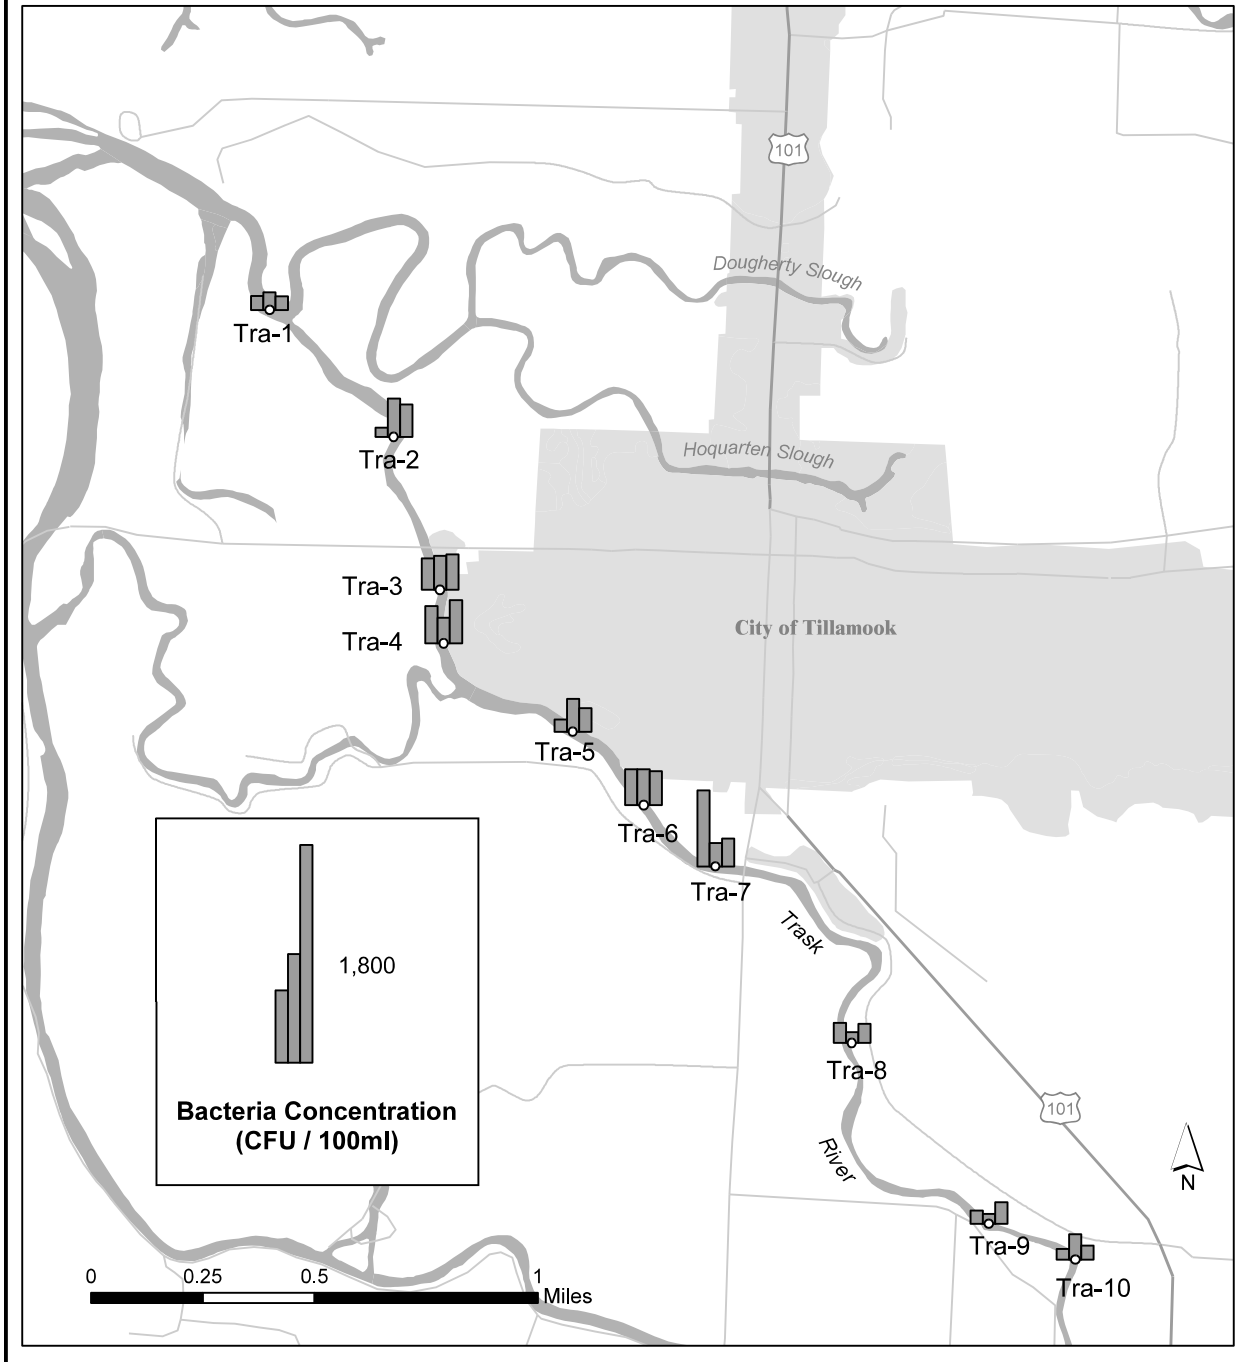 101
Dougherty Slough
Tra-1
Tra-2
Hoquarten Slough
Tra-3
Tra-4
City of Tillamook
Tra-5
Tra-6
Tra-7
Trask
1,800
Tra-8
Bacteria Concentration
(CFU / 100ml)
101
River
N
Tra-9
Tra-10
0 0.25 0.5 1
Miles